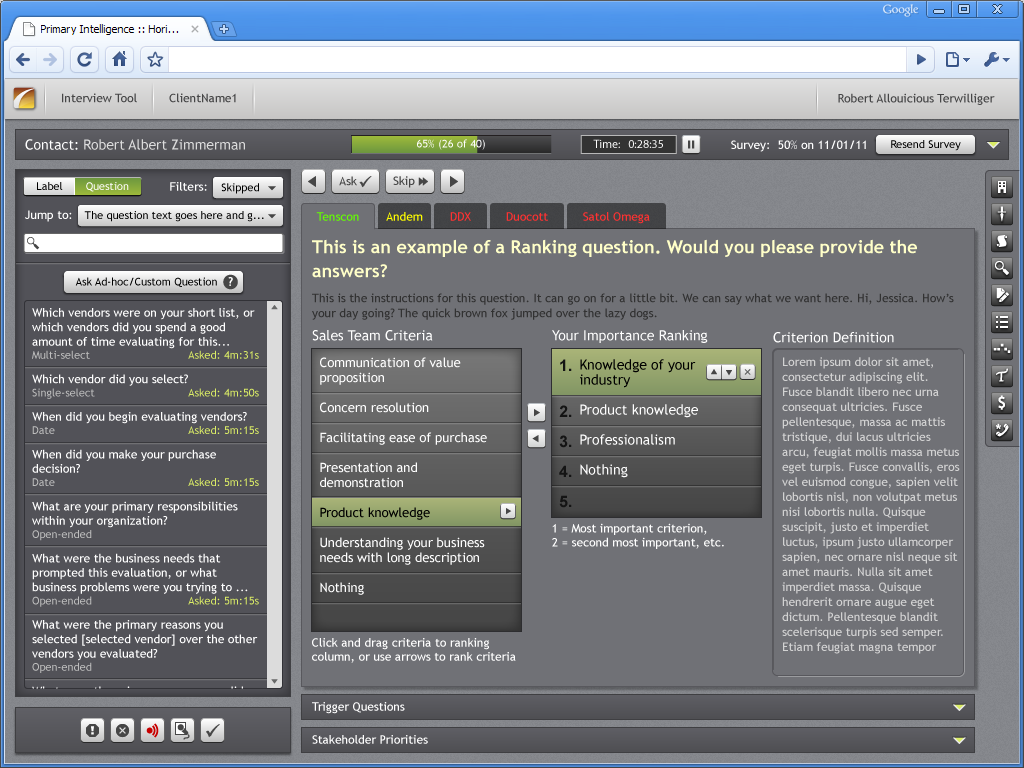 Google
Primary Intelligence :: Hori...
Interview Tool
ClientName1
Robert Allouicious Terwilliger
Contact: Robert Albert Zimmerman
65% (26 of 40)
Time: 0:28:35
Survey: 50% on 11/01/11
Resend Survey
Label
Question
Filters:
Skipped
Jump to:
The question text goes here and g...
Ask Ad-hoc/Custom Question ?
Which vendors were on your short list, or
which vendors did you spend a good
amount of time evaluating for this...
Multi-select
Asked: 4m:31s
Which vendor did you select?
Single-select
Asked: 4m:50s
When did you begin evaluating vendors?
Date
Asked: 5m:15s
When did you make your purchase
decision?
Date
Asked: 5m:15s
What are your primary responsibilities
within your organization?
Open-ended
What were the business needs that
prompted this evaluation, or what
business problems were you trying to ...
Open-ended
Asked: 5m:15s
What were the primary reasons you
selected [selected vendor] over the other
vendors you evaluated?
Open-ended
Ask
Skip
Tenscon
Andem
DDX
Duocott
Satol Omega
This is an example of a Ranking question. Would you please provide the
answers?
This is the instructions for this question. It can go on for a little bit. We can say what we want here. Hi, Jessica. How's
your day going? The quick brown fox jumped over the lazy dogs.
Sales Team Criteria
Communication of value
proposition
Concern resolution
Facilitating ease of purchase
Presentation and
demonstration
Product knowledge
Understanding your business
needs with long description
Nothing
Click and drag criteria to ranking
column, or use arrows to rank criteria
Your Importance Ranking
1. Knowledge of your
industry
2. Product knowledge
3. Professionalism
4. Nothing
5.
1 = Most important criterion,
2 = second most important, etc.
Criterion Definition
Lorem ipsum dolor sit amet,
consectetur adipiscing elit.
Fusce blandit libero nec urna
consequat ultricies. Fusce
pellentesque, massa ac mattis
tristique, dui lacus ultricies
arcu, feugiat mollis massa metus
eget turpis. Fusce convallis, eros
vel euismod congue, sapien velit
lobortis nisl, non volutpat metus
nisi lobortis nulla. Quisque
suscipit, justo et imperdiet
luctus, ipsum justo ullamcorper
sapien, nec ornare nisl neque sit
amet mauris. Nulla sit amet
imperdiet massa. Quisque
hendrerit ornare augue eget
dictum. Pellentesque blandit
scelerisque turpis sed semper.
Etiam feugiat magna tempor
Trigger Questions
Stakeholder Priorities